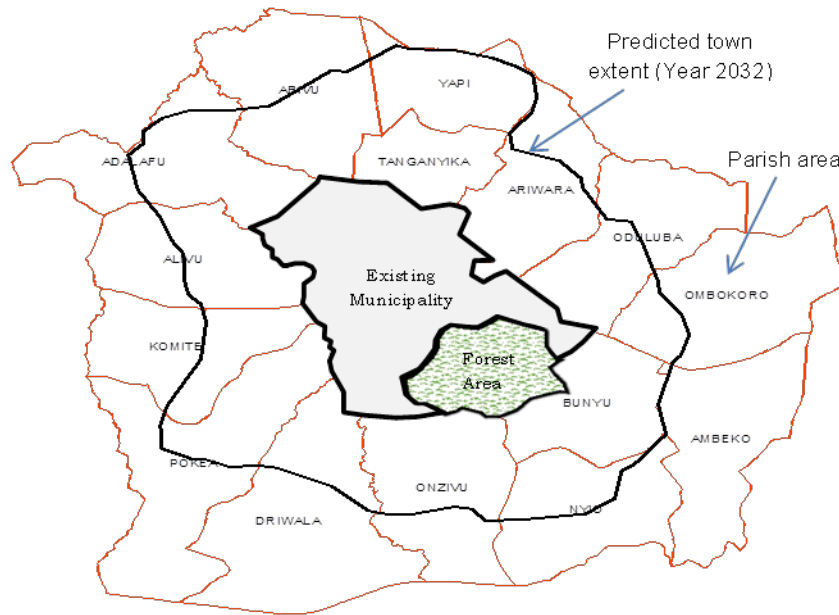 Predicted town
extent (Year 2032)
YAPI
ARIVU
Parish area
ADALAFU
TANGANYIKA
ARIWARA
ODULUBA
ALIVU
Existing
Municipality
OMBOKORO
KOMITE
Forest
Area
BUNYU
AMBEKO
POKEA
ONZIVU
NYIO
DRIWALA